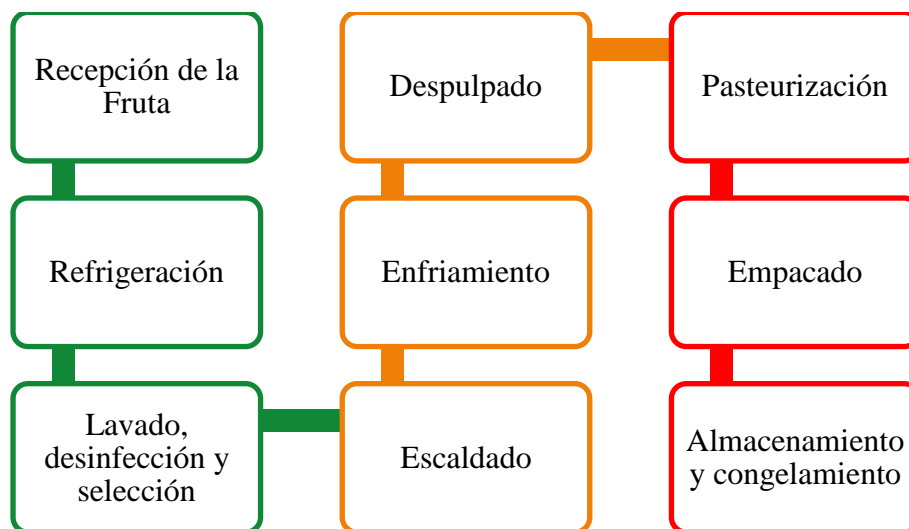 Recepción de la
Fruta
Refrigeración
Lavado,
desinfección y
selección
Escaldado
Enfriamiento
Despulpado
Pasteurización
Empacado
Almacenamiento
y congelamiento